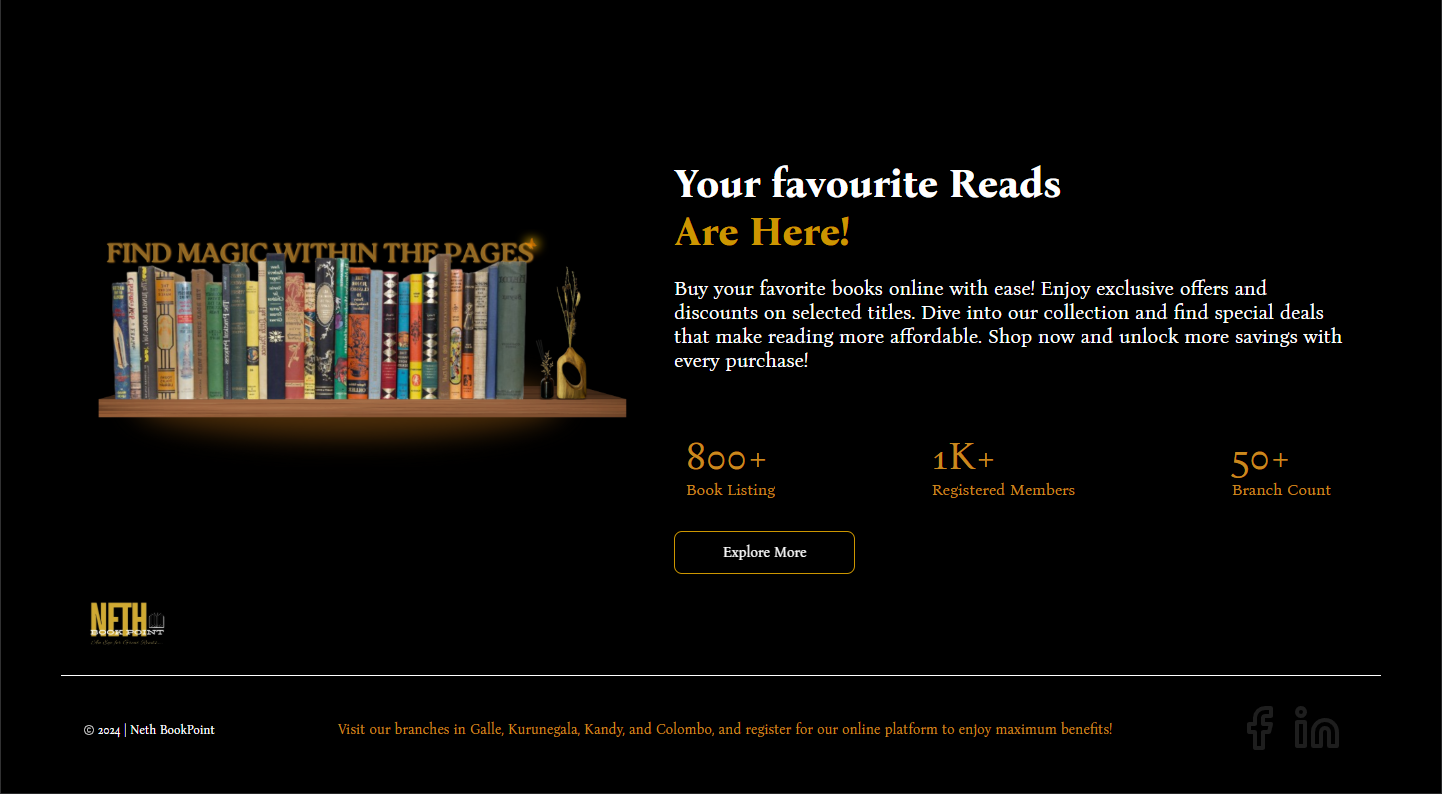 Your favourite Reads
Are Here!
FIND MAGIC WITHIN THE PAGES
Buy your favorite books online with ease! Enjoy exclusive offers and
discounts on selected titles. Dive into our collection and find special deals
that make reading more affordable. Shop now and unlock more savings with
every purchase!
800+
Book Listing
1K+
Registered Members
50+
Branch Count
Explore More
NETH
BOOK POINT
© 2024 | Neth BookPoint
Visit our branches in Galle, Kurunegala, Kandy, and Colombo, and register for our online platform to enjoy maximum benefits!